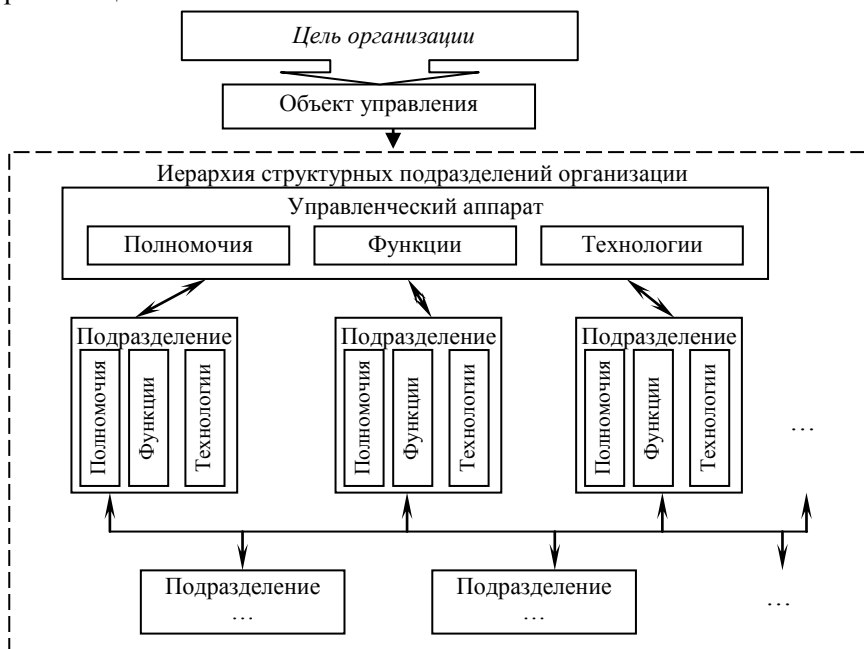 Цель организации
Объект управления
Иерархия структурных подразделений организации
Управленческий аппарат
Полномочия
Функции
Технологии
Подразделение
Полномочия
Функции
Технологии
Подразделение
Полномочия
Функции
Технологии
Подразделение
Полномочия
Функции
Технологии
…
Подразделение
…
Подразделение
…
…